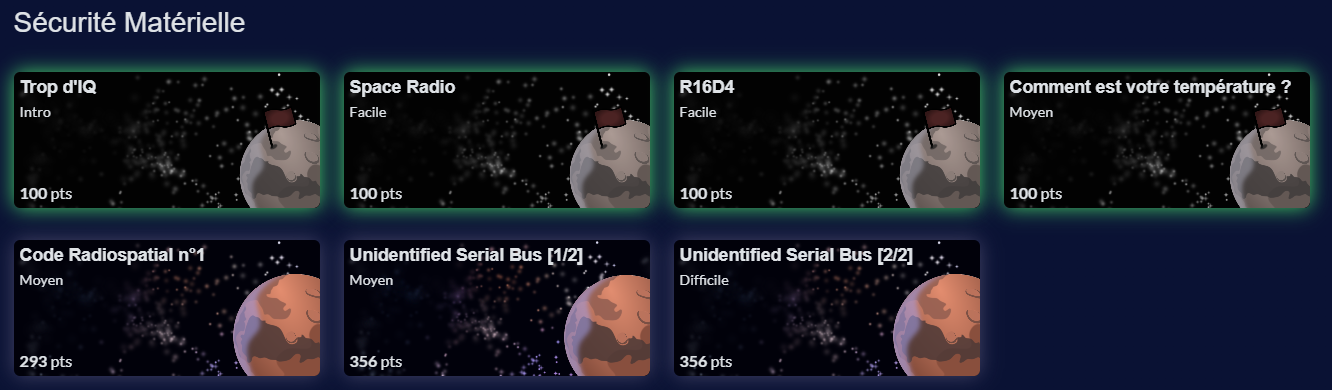 Sécurité Matérielle
Trop d'IQ
Intro
100 pts
Space Radio
Facile
100 pts
R16D4
Facile
100 pts
Comment est votre température ?
Moyen
100 pts
Code Radiospatial n°1
Moyen
293 pts
Unidentified Serial Bus [1/2]
Moyen
356 pts
Unidentified Serial Bus [2/2]
Difficile
356 pts